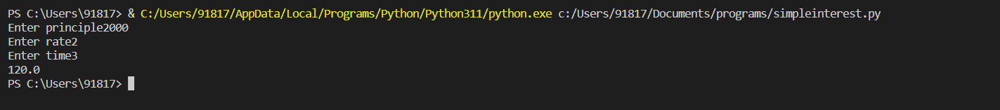 PS C:\Users\91817> & C:/Users/91817/AppData/Local/Programs/Python/Python311/python.exe c:/Users/91817/Documents/programs/simpleinterest.py
Enter principle2000
Enter rate2
Enter time3
120.0
PS C:\Users\91817>